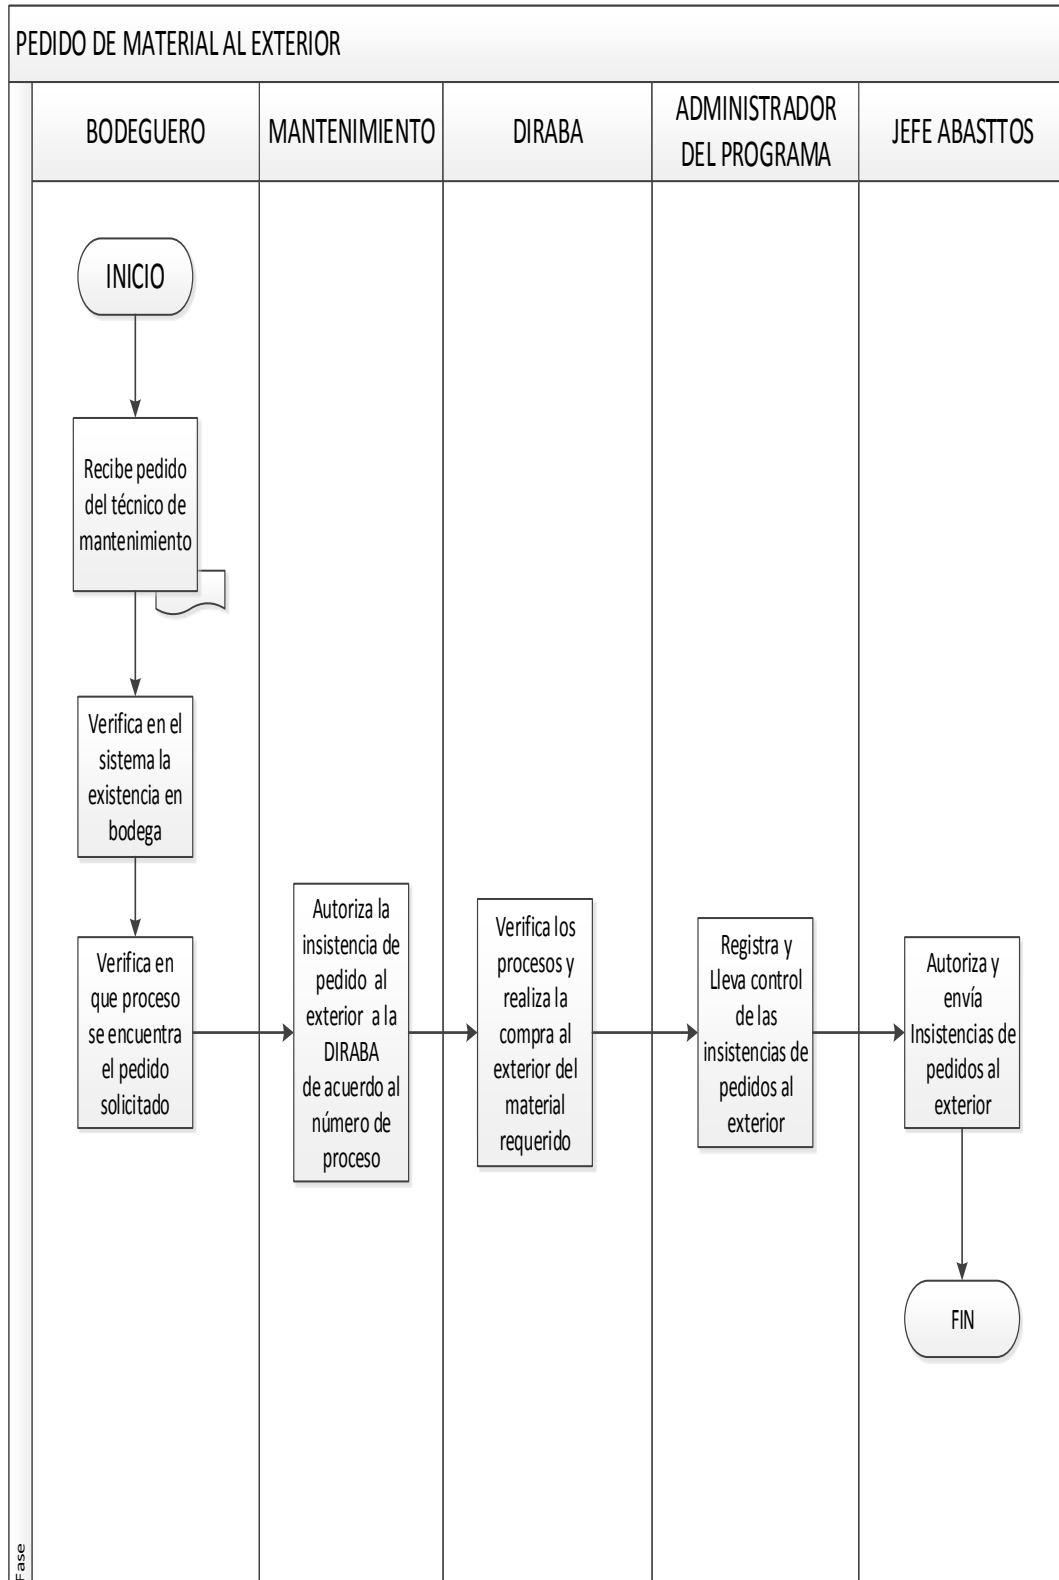 PEDIDO DE MATERIAL AL EXTERIOR
BODEGUERO
MANTENIMIENTO
DIRABA
ADMINISTRADOR
DEL PROGRAMA
JEFE ABASTTOS
INICIO
Recibe pedido
del técnico de
mantenimiento
Verifica en el
sistema la
existencia en
bodega
Verifica en
que proceso
se encuentra
el pedido
solicitado
Autoriza la
insistencia de
pedido al
exterior a la
DIRABA
de acuerdo al
número de
proceso
Verifica los
procesos y
realiza la
compra al
exterior del
material
requerido
Registra y
Lleva control
de las
insistencias de
pedidos al
exterior
Autoriza y
envía
Insistencias de
pedidos al
exterior
FIN
Fase